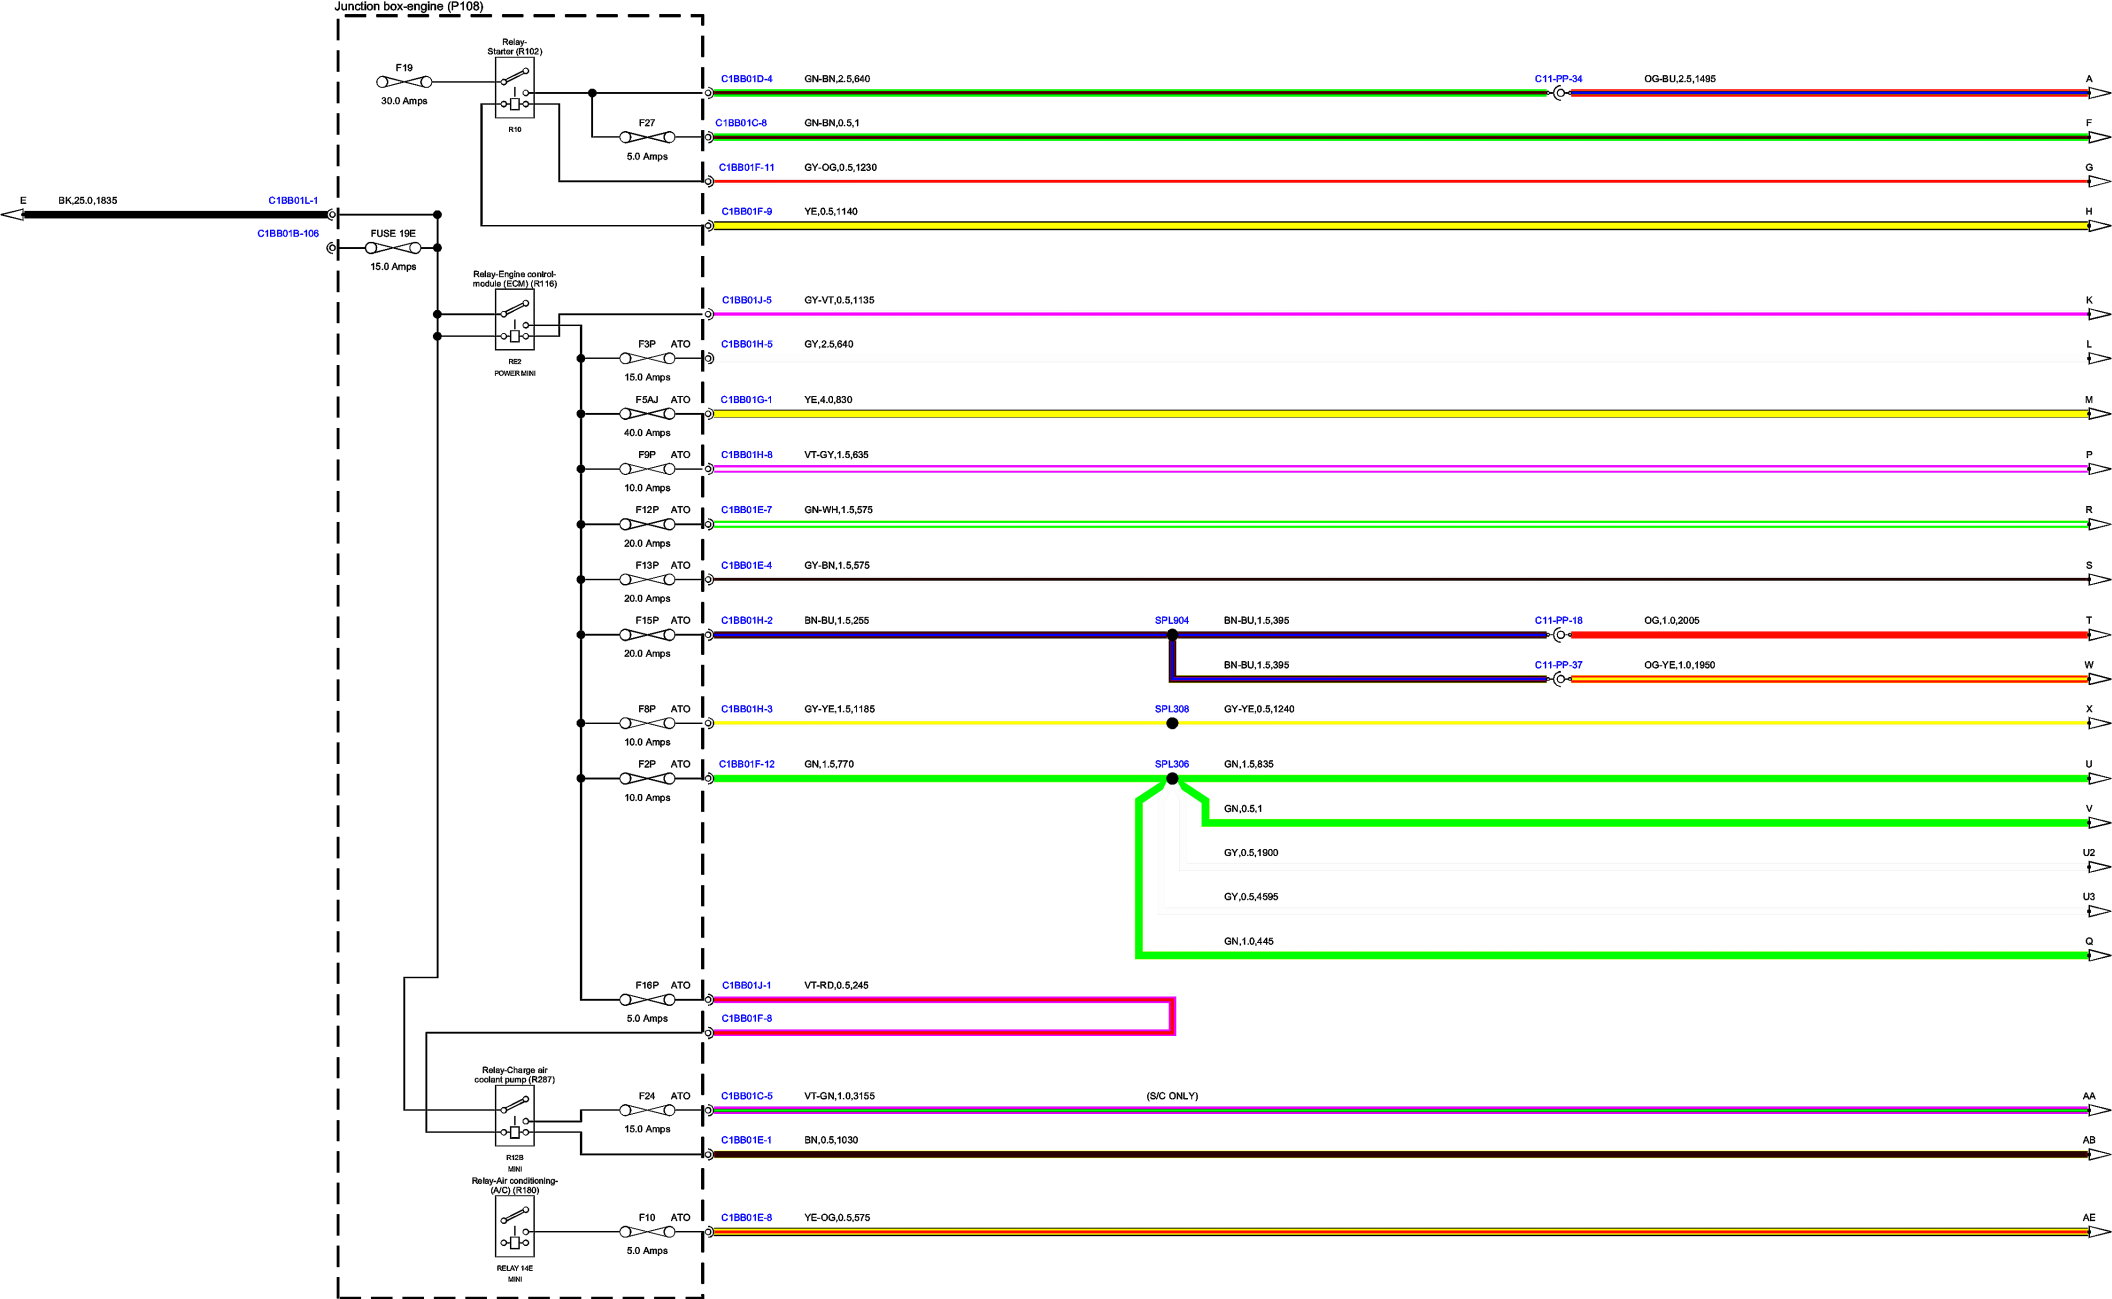 Junction box-engine (P108)
Relay-
Starter (R102)
F19
30.0 Amps
R10
C1BB01D-4 GN-BN,2.5,640 C11-PP-34 OG-BU,2.5,1495 A
F27
5.0 Amps
C1BB01C-8 GN-BN,0.5,1 F
C1BB01F-11 GY-OG,0.5,1230 G
E BK,25.0,1835 C1BB01L-1
C1BB01F-9 YE,0.5,1140 H
C1BB01B-106 FUSE 19E
15.0 Amps
Relay-Engine control-
module (ECM) (R116)
RE2
POWER MINI
C1BB01J-5 GY-VT,0.5,1135 K
F3P ATO C1BB01H-5 GY,2.5,640 L
15.0 Amps
F5AJ ATO C1BB01G-1 YE,4.0,830 M
40.0 Amps
F9P ATO C1BB01H-8 VT-GY,1.5,635 P
10.0 Amps
F12P ATO C1BB01E-7 GN-WH,1.5,575 R
20.0 Amps
F13P ATO C1BB01E-4 GY-BN,1.5,575 S
20.0 Amps
F15P ATO C1BB01H-2 BN-BU,1.5,255 SPL904 BN-BU,1.5,395 C11-PP-18 OG,1.0,2005 T
20.0 Amps
BN-BU,1.5,395 C11-PP-37 OG-YE,1.0,1950 W
F8P ATO C1BB01H-3 GY-YE,1.5,1185 SPL308 GY-YE,0.5,1240 X
10.0 Amps
F2P ATO C1BB01F-12 GN,1.5,770 SPL306 GN,1.5,835 U
10.0 Amps
GN,0.5,1 V
GY,0.5,1900 U2
GY,0.5,4595 U3
GN,1.0,445 Q
F16P ATO C1BB01J-1 VT-RD,0.5,245
5.0 Amps
C1BB01F-8
Relay-Charge air
coolant pump (R287)
R12B
MINI
F24 ATO C1BB01C-5 VT-GN,1.0,3155 (S/C ONLY) AA
15.0 Amps
C1BB01E-1 BN,0.5,1030 AB
Relay-Air conditioning-
(A/C) (R180)
F10 ATO C1BB01E-8 YE-OG,0.5,575 AE
5.0 Amps
RELAY 14E
MINI